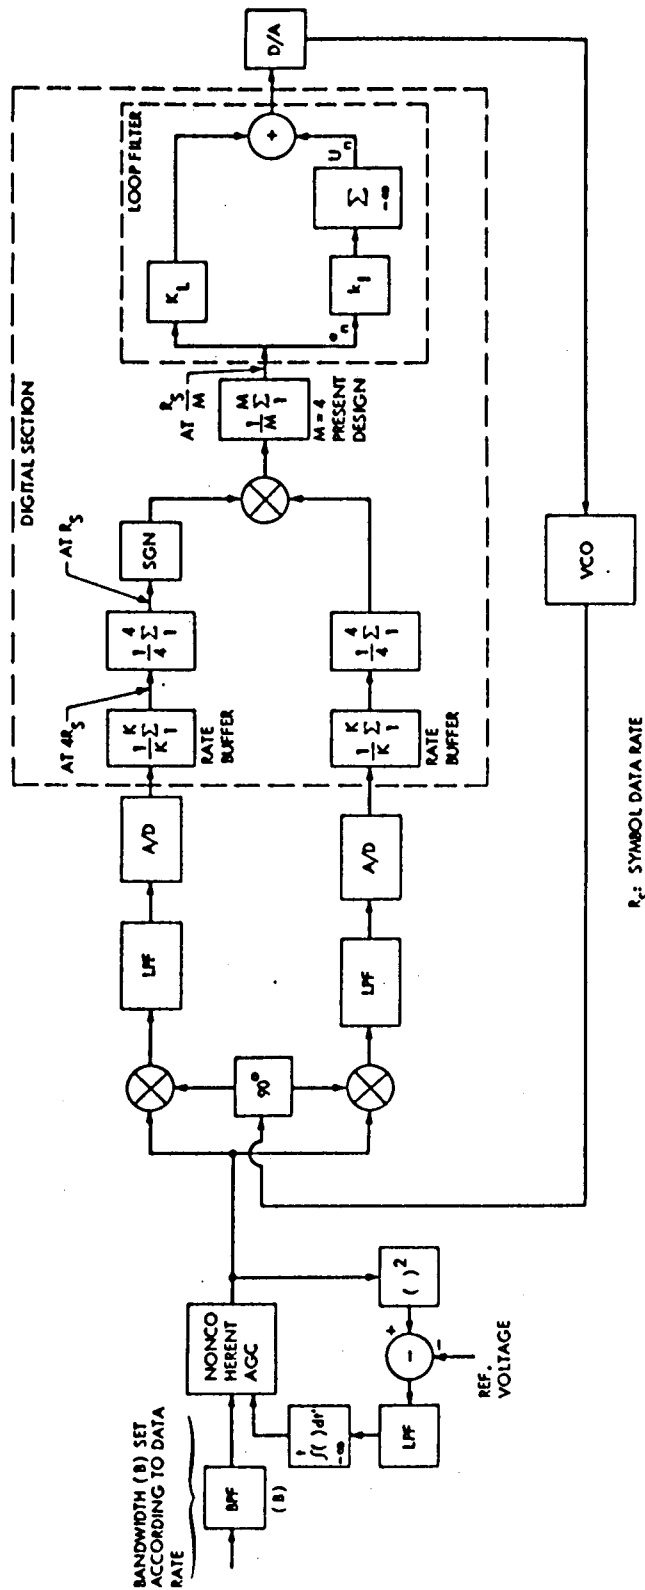 BANDWIDTH (B) SET
ACCORDING TO DATA
RATE
BPF
(B)
NONCO
HERENT
AGC
∫( )dt'
t
-∞
LPF
REF.
VOLTAGE
+
-
-
( )²
90°
LPF
LPF
A/D
A/D
DIGITAL SECTION
1/K Σ K 1
RATE
BUFFER
1/K Σ K 1
RATE
BUFFER
AT 4R_S
1/4 Σ 4 1
1/4 Σ 4 1
AT R_S
SGN
1/M Σ M 1
M = 4
PRESENT
DESIGN
AT R_S/M
LOOP FILTER
K_L
e_n
k_I
Σ
-∞
U_n
+
D/A
VCO
R_c: SYMBOL DATA RATE